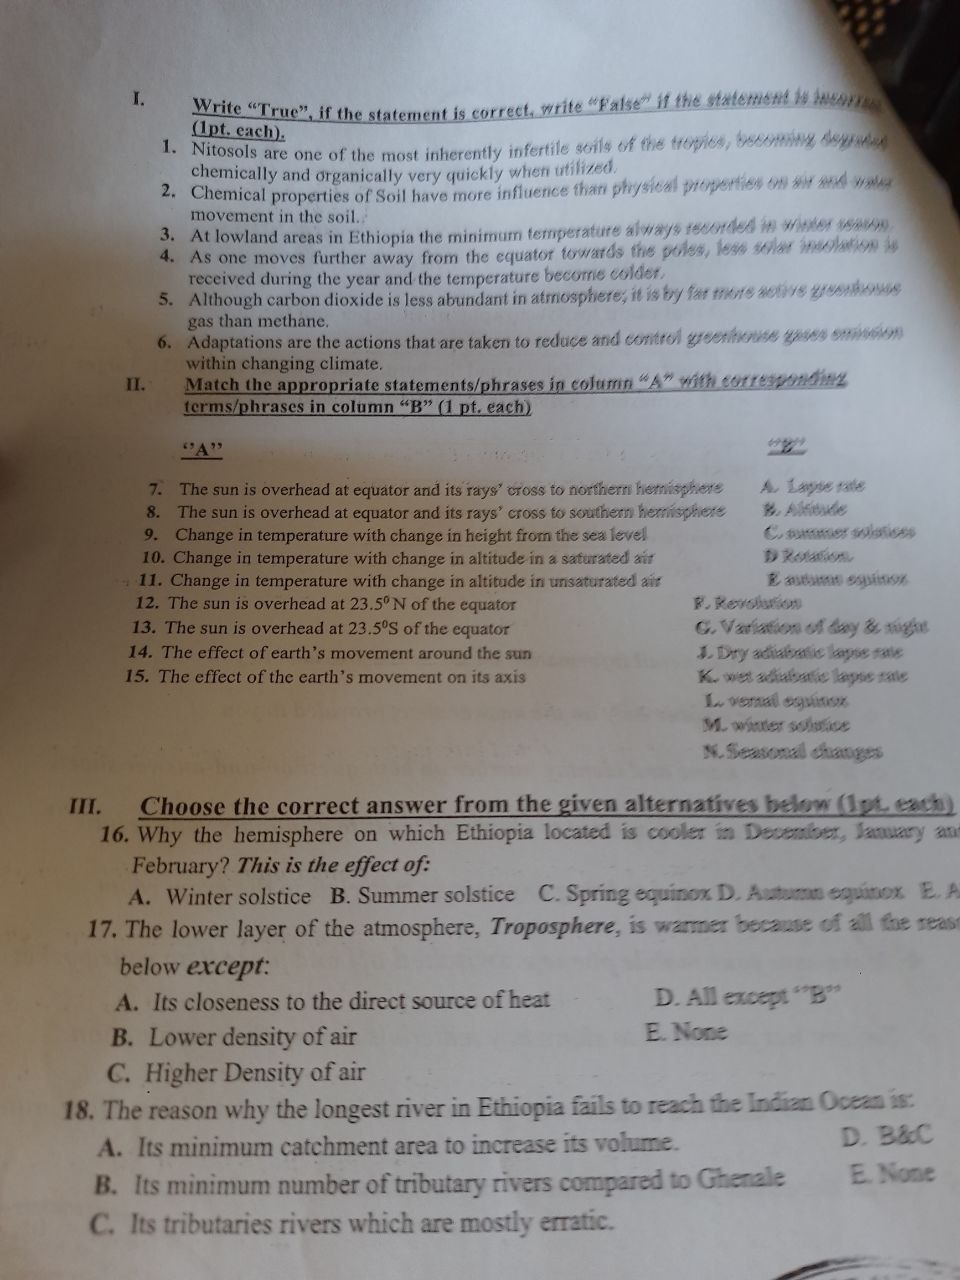 I. Write “True”, if the statement is correct, write “False” if the statement is
(1pt. each).
1. Nitosols are one of the most inherently infertile soils of the tropics, becoming degraded
chemically and organically very quickly when utilized.
2. Chemical properties of Soil have more influence than physical properties on air and water
movement in the soil.
3. At lowland areas in Ethiopia the minimum temperature always recorded in winter season.
4. As one moves further away from the equator towards the poles, less solar insolation is
received during the year and the temperature become colder.
5. Although carbon dioxide is less abundant in atmosphere; it is by far more active greenhouse
gas than methane.
6. Adaptations are the actions that are taken to reduce and control greenhouse gases emission
within changing climate.
II. Match the appropriate statements/phrases in column “A” with corresponding
terms/phrases in column “B” (1 pt. each)
“A” “B”
7. The sun is overhead at equator and its rays’ cross to northern hemisphere A. Lapse rate
8. The sun is overhead at equator and its rays’ cross to southern hemisphere B. Altitude
9. Change in temperature with change in height from the sea level C. summer solstices
10. Change in temperature with change in altitude in a saturated air D Rotation.
11. Change in temperature with change in altitude in unsaturated air E autumn equinox
12. The sun is overhead at 23.5⁰ N of the equator F. Revolution
13. The sun is overhead at 23.5⁰S of the equator G. Variation of day & night
14. The effect of earth’s movement around the sun J. Dry adiabatic lapse rate
15. The effect of the earth’s movement on its axis K. wet adiabatic lapse rate
L. vernal equinox
M. winter solstice
N. Seasonal changes
III. Choose the correct answer from the given alternatives below (1pt. each)
16. Why the hemisphere on which Ethiopia located is cooler in December, January an
February? This is the effect of:
A. Winter solstice B. Summer solstice C. Spring equinox D. Autumn equinox E. A
17. The lower layer of the atmosphere, Troposphere, is warmer because of all the reas
below except:
A. Its closeness to the direct source of heat D. All except “B”
B. Lower density of air E. None
C. Higher Density of air
18. The reason why the longest river in Ethiopia fails to reach the Indian Ocean is:
A. Its minimum catchment area to increase its volume. D. B&C
B. Its minimum number of tributary rivers compared to Ghenale E. None
C. Its tributaries rivers which are mostly erratic.